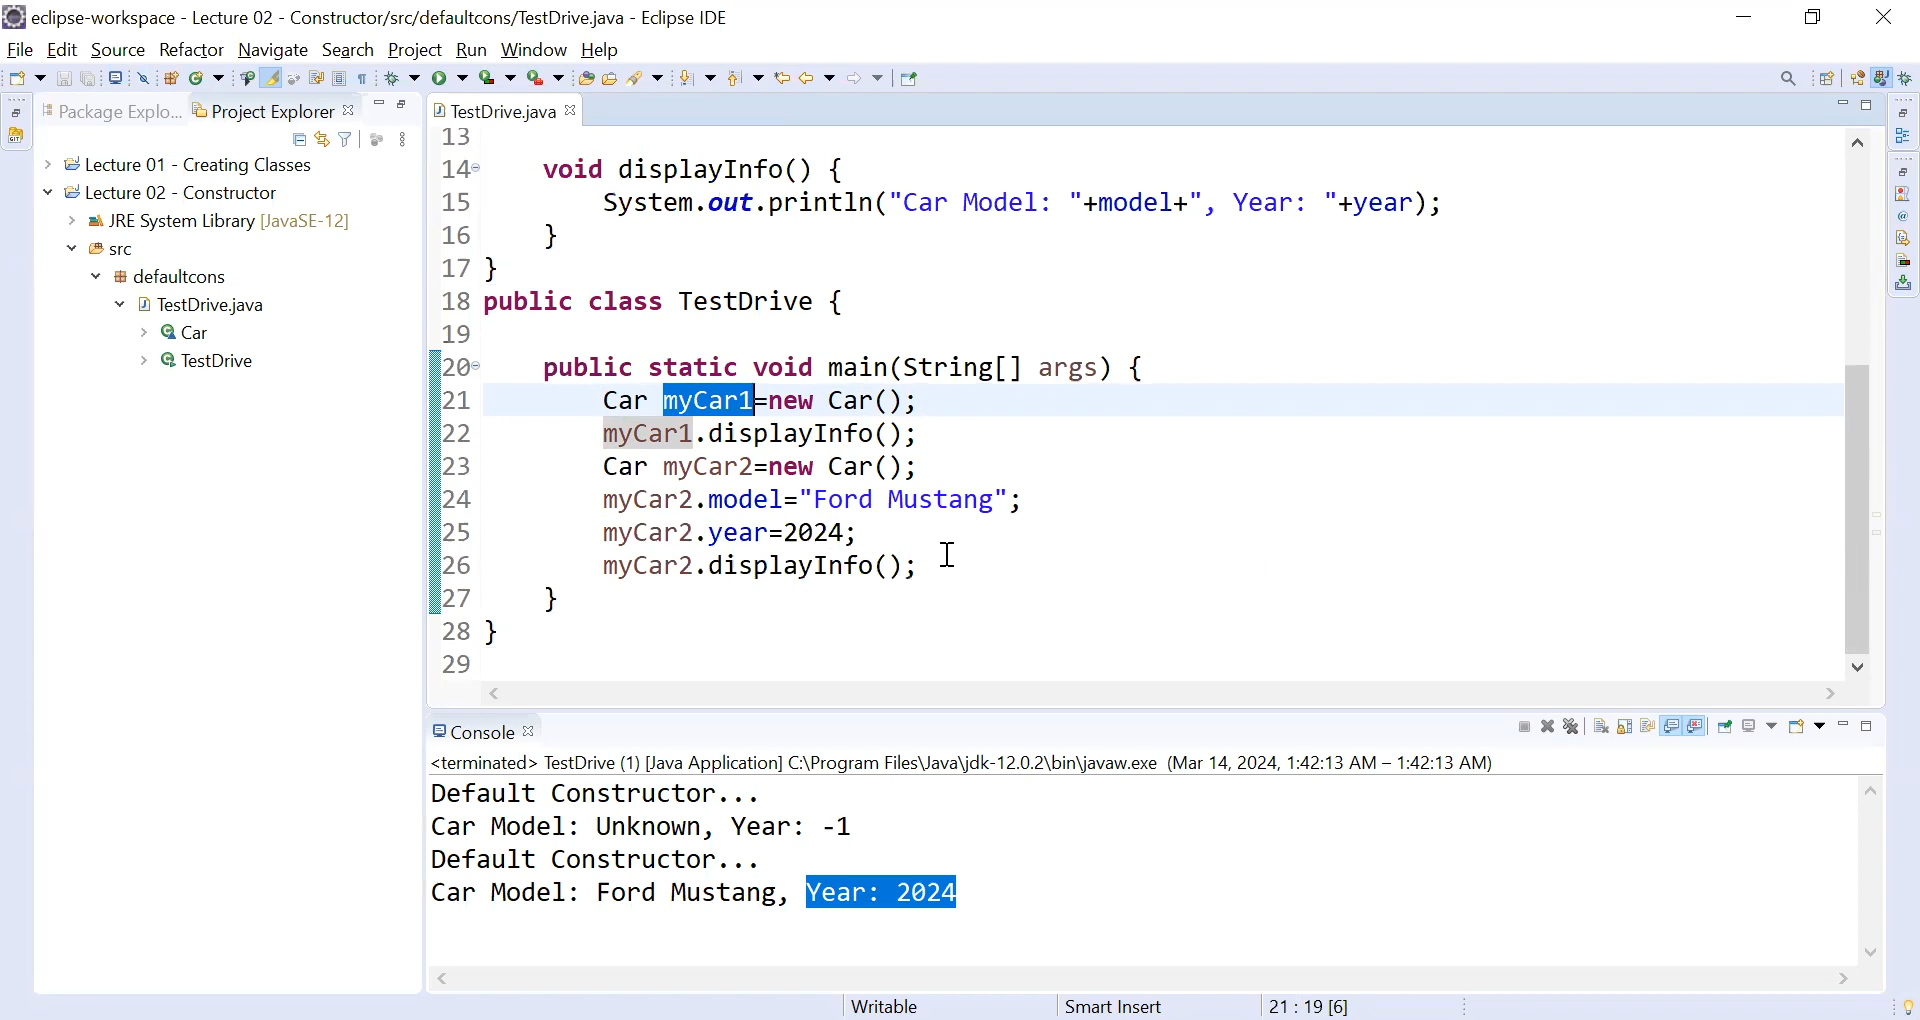 eclipse-workspace - Lecture 02 - Constructor/src/defaultcons/TestDrive.java - Eclipse IDE
File Edit Source Refactor Navigate Search Project Run Window Help
Package Explo...
Project Explorer
Lecture 01 - Creating Classes
Lecture 02 - Constructor
JRE System Library [JavaSE-12]
src
defaultcons
TestDrive.java
Car
TestDrive
TestDrive.java
13
14 void displayInfo() {
15 System.out.println("Car Model: "+model+", Year: "+year);
16 }
17 }
18 public class TestDrive {
19
20 public static void main(String[] args) {
21 Car myCar1=new Car();
22 myCar1.displayInfo();
23 Car myCar2=new Car();
24 myCar2.model="Ford Mustang";
25 myCar2.year=2024;
26 myCar2.displayInfo();
27 }
28 }
29
Console
<terminated> TestDrive (1) [Java Application] C:\Program Files\Java\jdk-12.0.2\bin\javaw.exe (Mar 14, 2024, 1:42:13 AM – 1:42:13 AM)
Default Constructor...
Car Model: Unknown, Year: -1
Default Constructor...
Car Model: Ford Mustang, Year: 2024
Writable Smart Insert 21 : 19 [6]